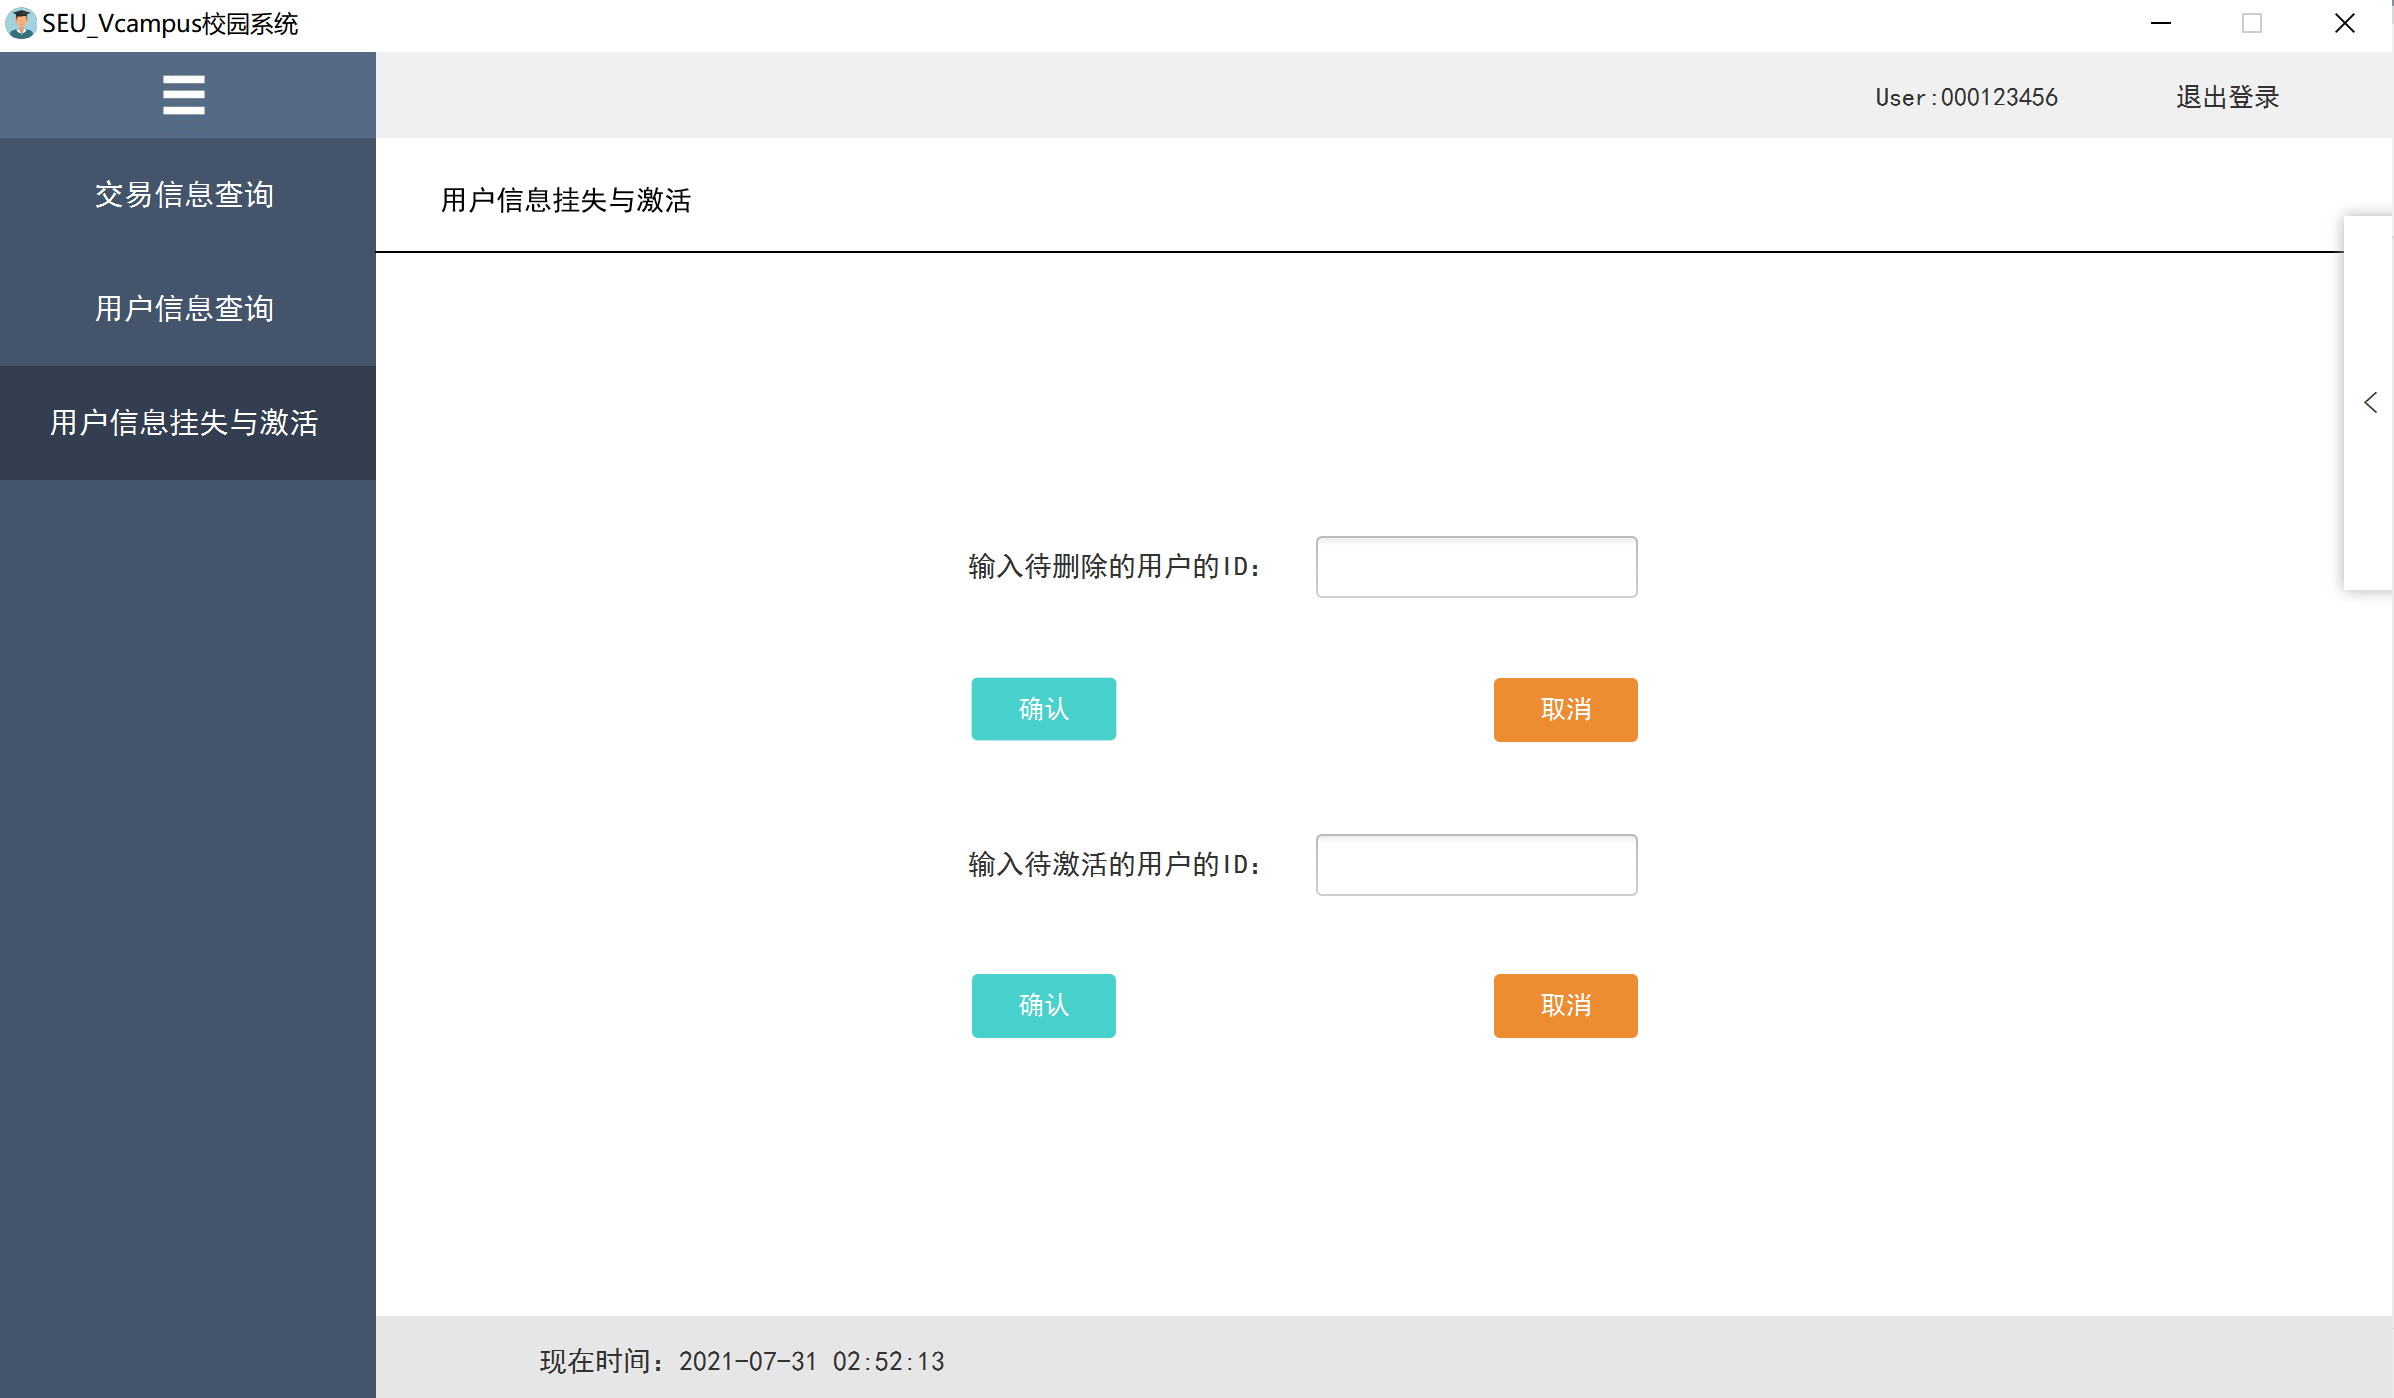 SEU_Vcampus校园系统
User:000123456
退出登录
交易信息查询
用户信息查询
用户信息挂失与激活
用户信息挂失与激活
输入待删除的用户的ID：
确认
取消
输入待激活的用户的ID：
确认
取消
现在时间：2021-07-31 02:52:13